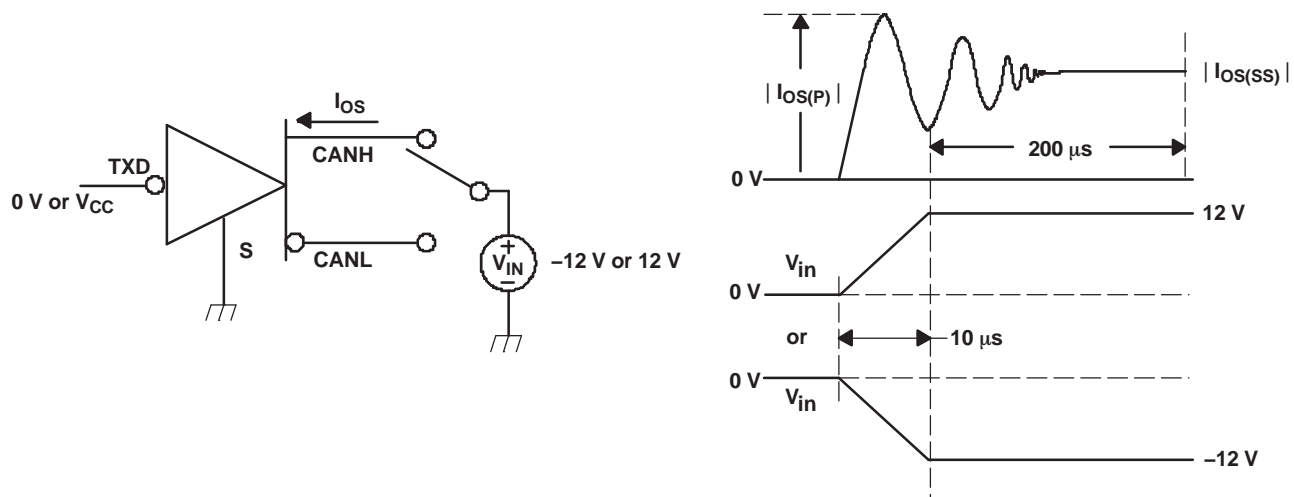 I_OS
CANH
TXD
0 V or V_CC
S
CANL
+
V_IN
–
–12 V or 12 V
| I_OS(P) |
| I_OS(SS) |
200 μs
0 V
12 V
V_in
0 V
or
10 μs
0 V
V_in
–12 V